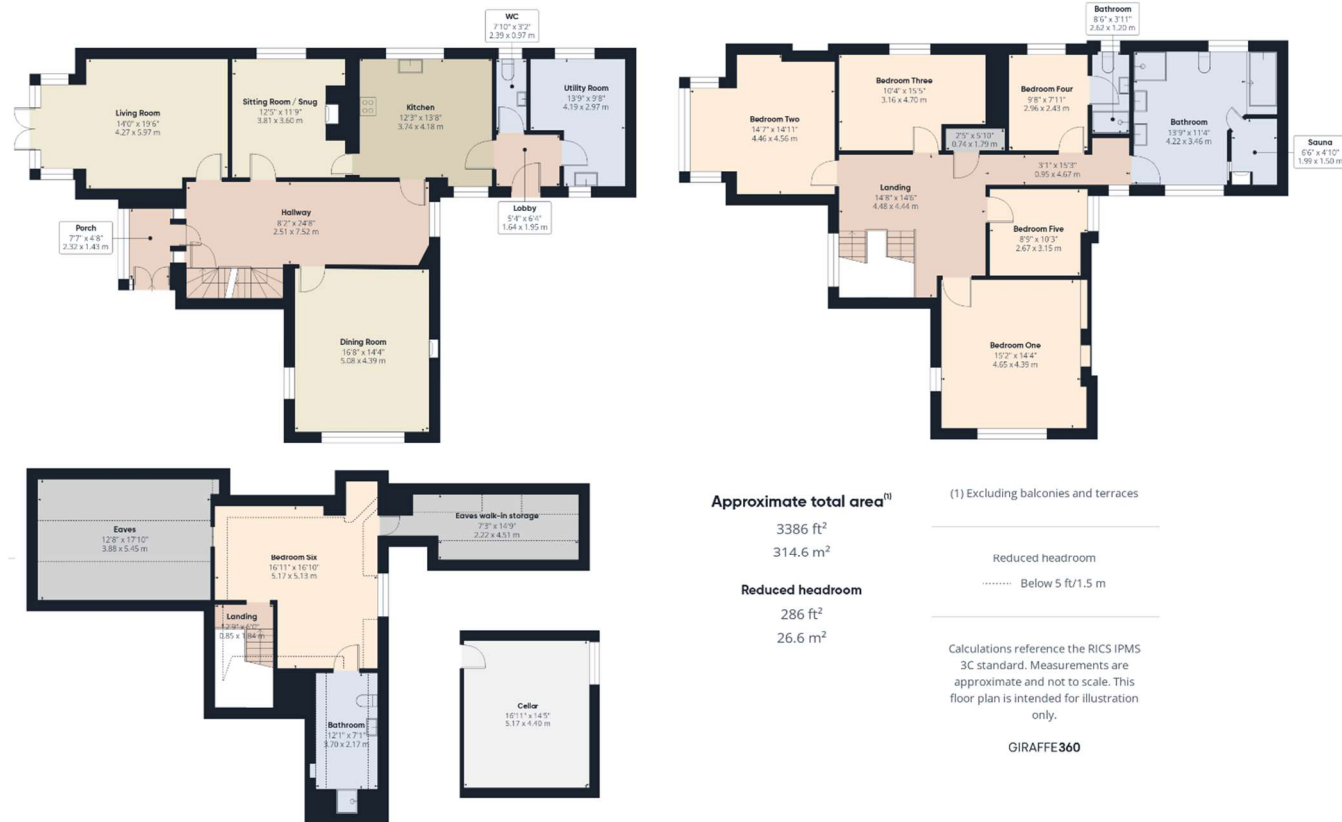 WC
7'10" x 3'2"
2.39 x 0.97 m
Living Room
14'0" x 19'6"
4.27 x 5.97 m
Sitting Room / Snug
12'5" x 11'9"
3.81 x 3.60 m
Kitchen
12'3" x 13'8"
3.74 x 4.18 m
Utility Room
13'9" x 9'8"
4.19 x 2.97 m
Porch
7'7" x 4'8"
2.32 x 1.43 m
Hallway
8'2" x 24'8"
2.51 x 7.52 m
Lobby
5'4" x 6'4"
1.64 x 1.95 m
Dining Room
16'8" x 14'4"
5.08 x 4.39 m
Bathroom
8'6" x 3'11"
2.62 x 1.20 m
Bedroom Two
14'7" x 14'11"
4.46 x 4.56 m
Bedroom Three
10'4" x 15'5"
3.16 x 4.70 m
2'5" x 5'10"
0.74 x 1.79 m
Bedroom Four
9'8" x 7'11"
2.96 x 2.43 m
Bathroom
13'9" x 11'4"
4.22 x 3.46 m
Sauna
6'6" x 4'10"
1.99 x 1.50 m
3'1" x 15'3"
0.95 x 4.67 m
Landing
14'8" x 14'6"
4.48 x 4.44 m
Bedroom Five
8'9" x 10'3"
2.67 x 3.15 m
Bedroom One
15'2" x 14'4"
4.65 x 4.39 m
Eaves
12'8" x 17'10"
3.88 x 5.45 m
Bedroom Six
16'11" x 16'10"
5.17 x 5.13 m
Eaves walk-in storage
7'3" x 14'9"
2.22 x 4.51 m
Landing
2'9" x 6'0"
0.85 x 1.84 m
Bathroom
12'1" x 7'1"
3.70 x 2.17 m
Cellar
16'11" x 14'5"
5.17 x 4.40 m
Approximate total area(1)
3386 ft²
314.6 m²
Reduced headroom
286 ft²
26.6 m²
(1) Excluding balconies and terraces
Reduced headroom
Below 5 ft/1.5 m
Calculations reference the RICS IPMS
3C standard. Measurements are
approximate and not to scale. This
floor plan is intended for illustration
only.
GIRAFFE360